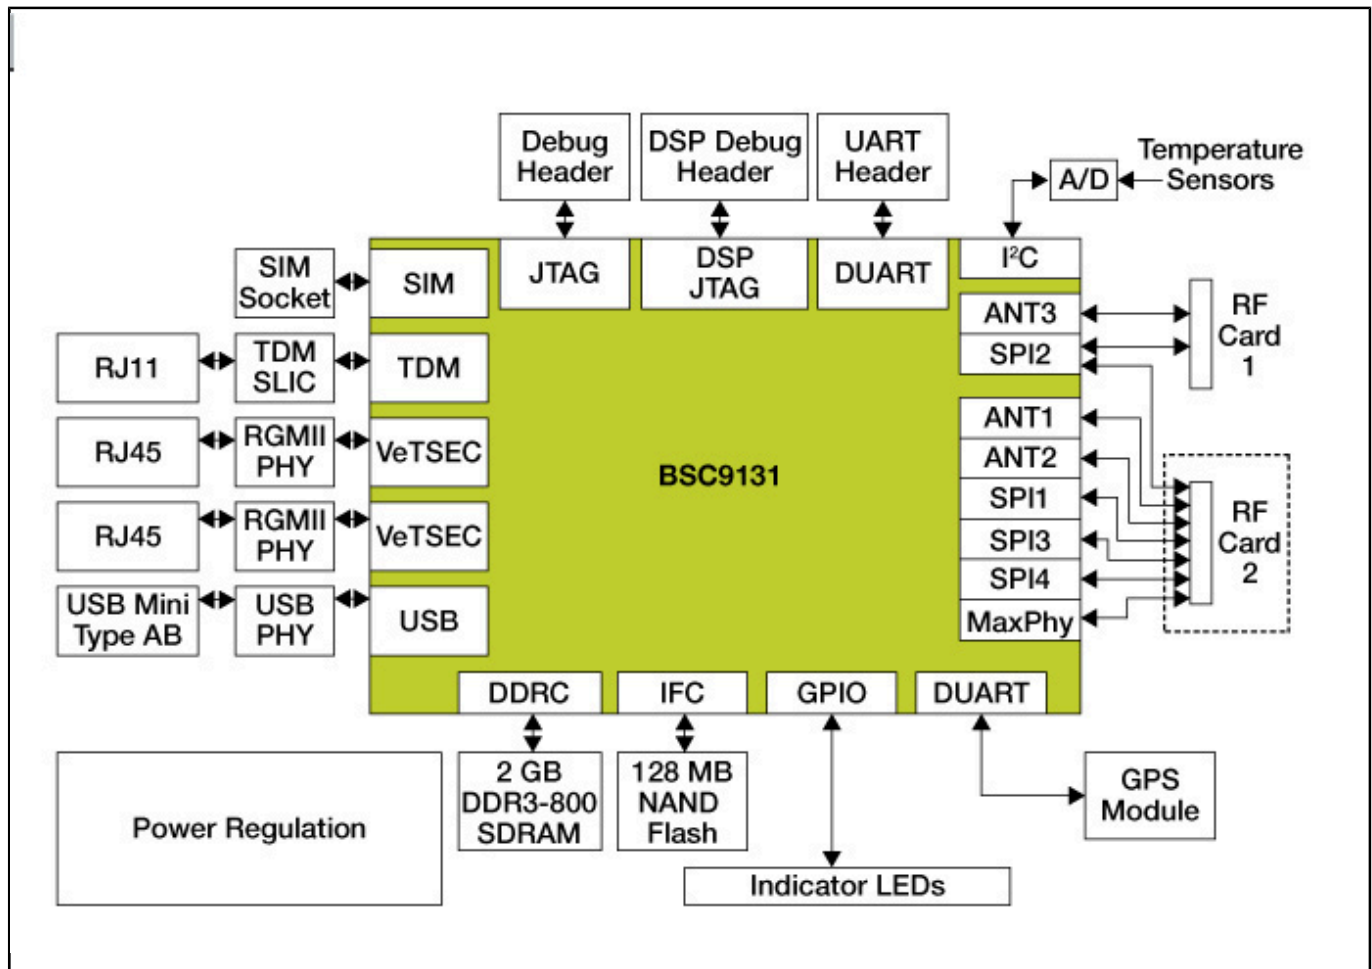 Debug
Header
DSP Debug
Header
UART
Header
Temperature
Sensors
A/D
SIM
Socket
SIM
JTAG
DSP
JTAG
DUART
I²C
ANT3
SPI2
RF
Card
1
RJ11
TDM
SLIC
TDM
RJ45
RGMII
PHY
VeTSEC
RJ45
RGMII
PHY
VeTSEC
USB Mini
Type AB
USB
PHY
USB
BSC9131
ANT1
ANT2
SPI1
SPI3
SPI4
MaxPhy
RF
Card
2
DDRC
IFC
GPIO
DUART
Power Regulation
2 GB
DDR3-800
SDRAM
128 MB
NAND
Flash
GPS
Module
Indicator LEDs